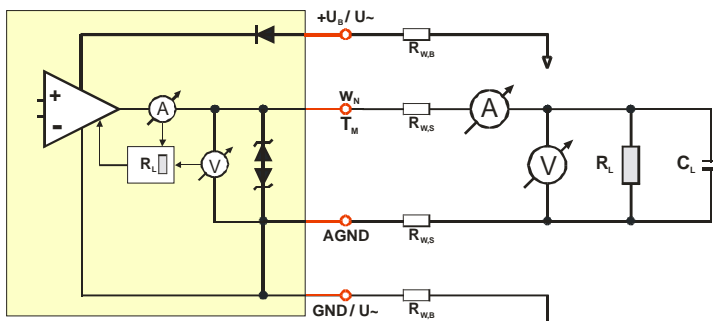 +U_B / U~
R_W,B
+
-
A
W_N
T_M
R_W,S
A
R_L
V
V
R_L
C_L
AGND
R_W,S
GND / U~
R_W,B